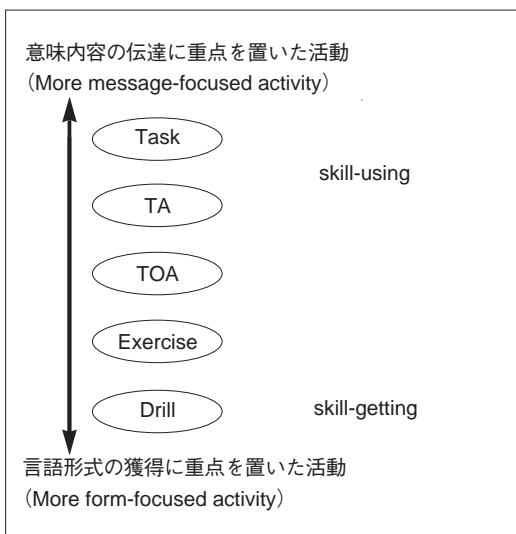 意味内容の伝達に重点を置いた活動
（More message-focused activity）
Task
skill-using
TA
TOA
Exercise
Drill
skill-getting
言語形式の獲得に重点を置いた活動
（More form-focused activity）